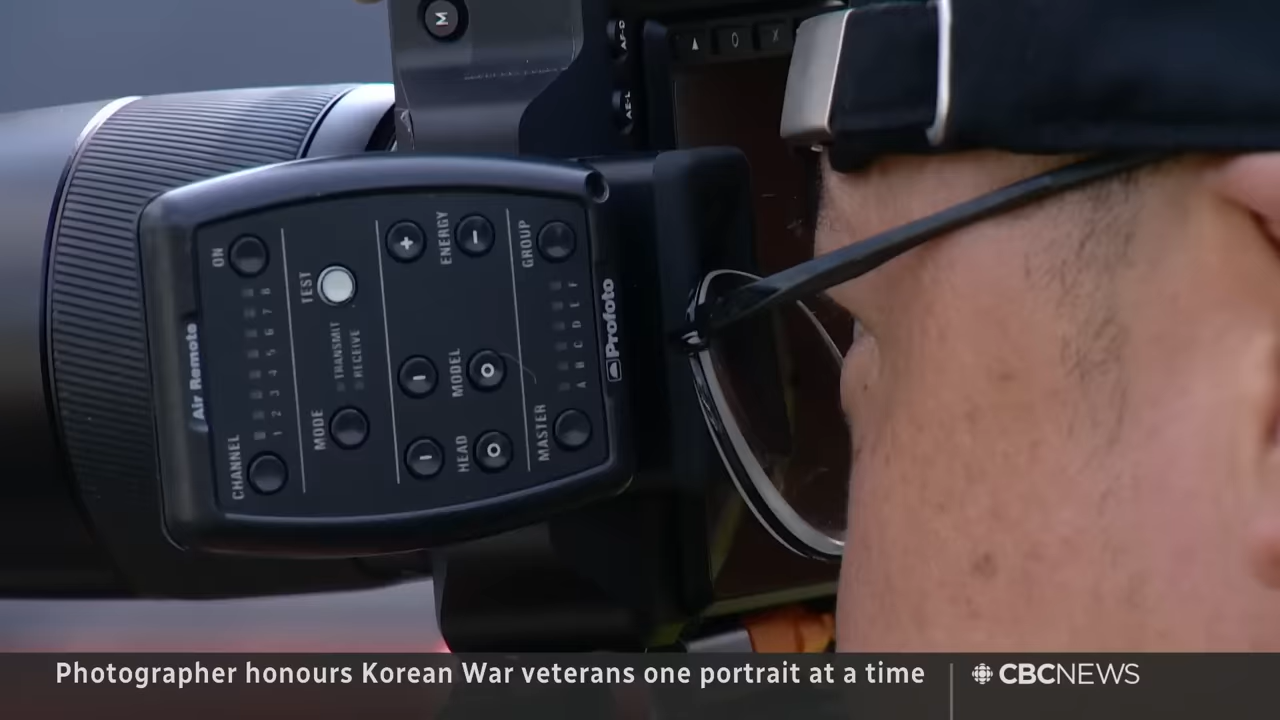 M
AF-D
AE-L
ON
CHANNEL
1 2 3 4 5 6 7 8
Air Remote
TEST
TRANSMIT
RECEIVE
MODE
+ ENERGY -
I MODEL O
I HEAD O
GROUP
A B C D E F
MASTER
Profoto
Photographer honours Korean War veterans one portrait at a time
CBCNEWS